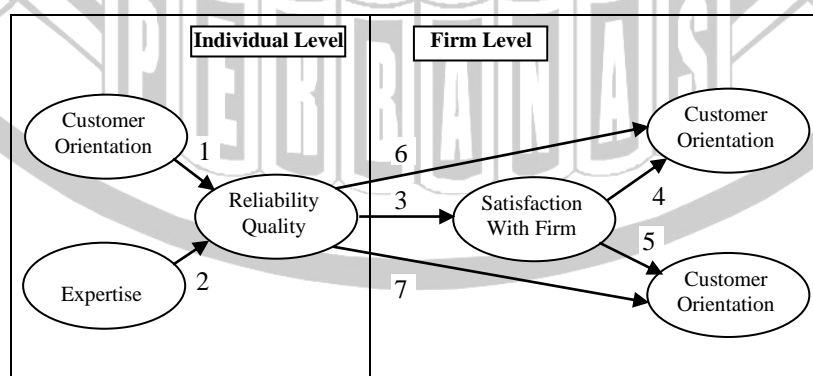 Individual Level
Firm Level
PERBANAS
Customer
Orientation
1
Expertise
2
Reliability
Quality
6
3
7
Satisfaction
With Firm
4
5
Customer
Orientation
Customer
Orientation